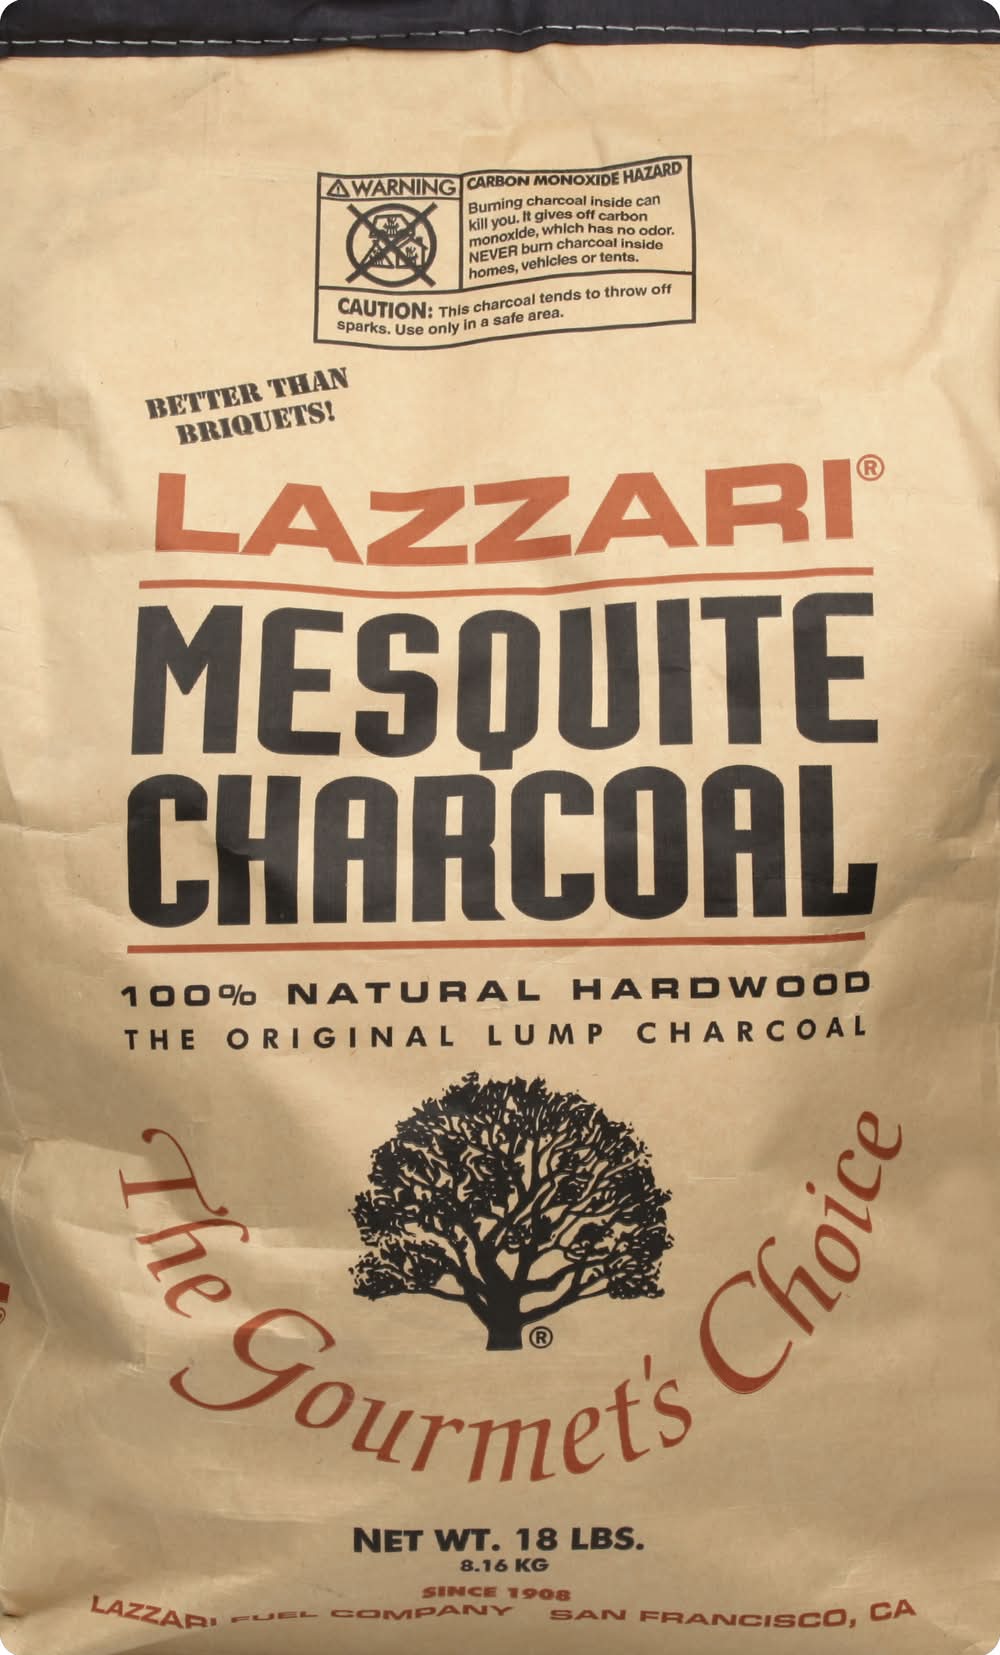 ⚠ WARNING
CARBON MONOXIDE HAZARD
Burning charcoal inside can
kill you. It gives off carbon
monoxide, which has no odor.
NEVER burn charcoal inside
homes, vehicles or tents.
CAUTION: This charcoal tends to throw off
sparks. Use only in a safe area.
BETTER THAN
BRIQUETS!
LAZZARI®
MESQUITE
CHARCOAL
100% NATURAL HARDWOOD
THE ORIGINAL LUMP CHARCOAL
®
The Gourmet's Choice
NET WT. 18 LBS.
8.16 KG
SINCE 1908
LAZZARI FUEL COMPANY SAN FRANCISCO, CA